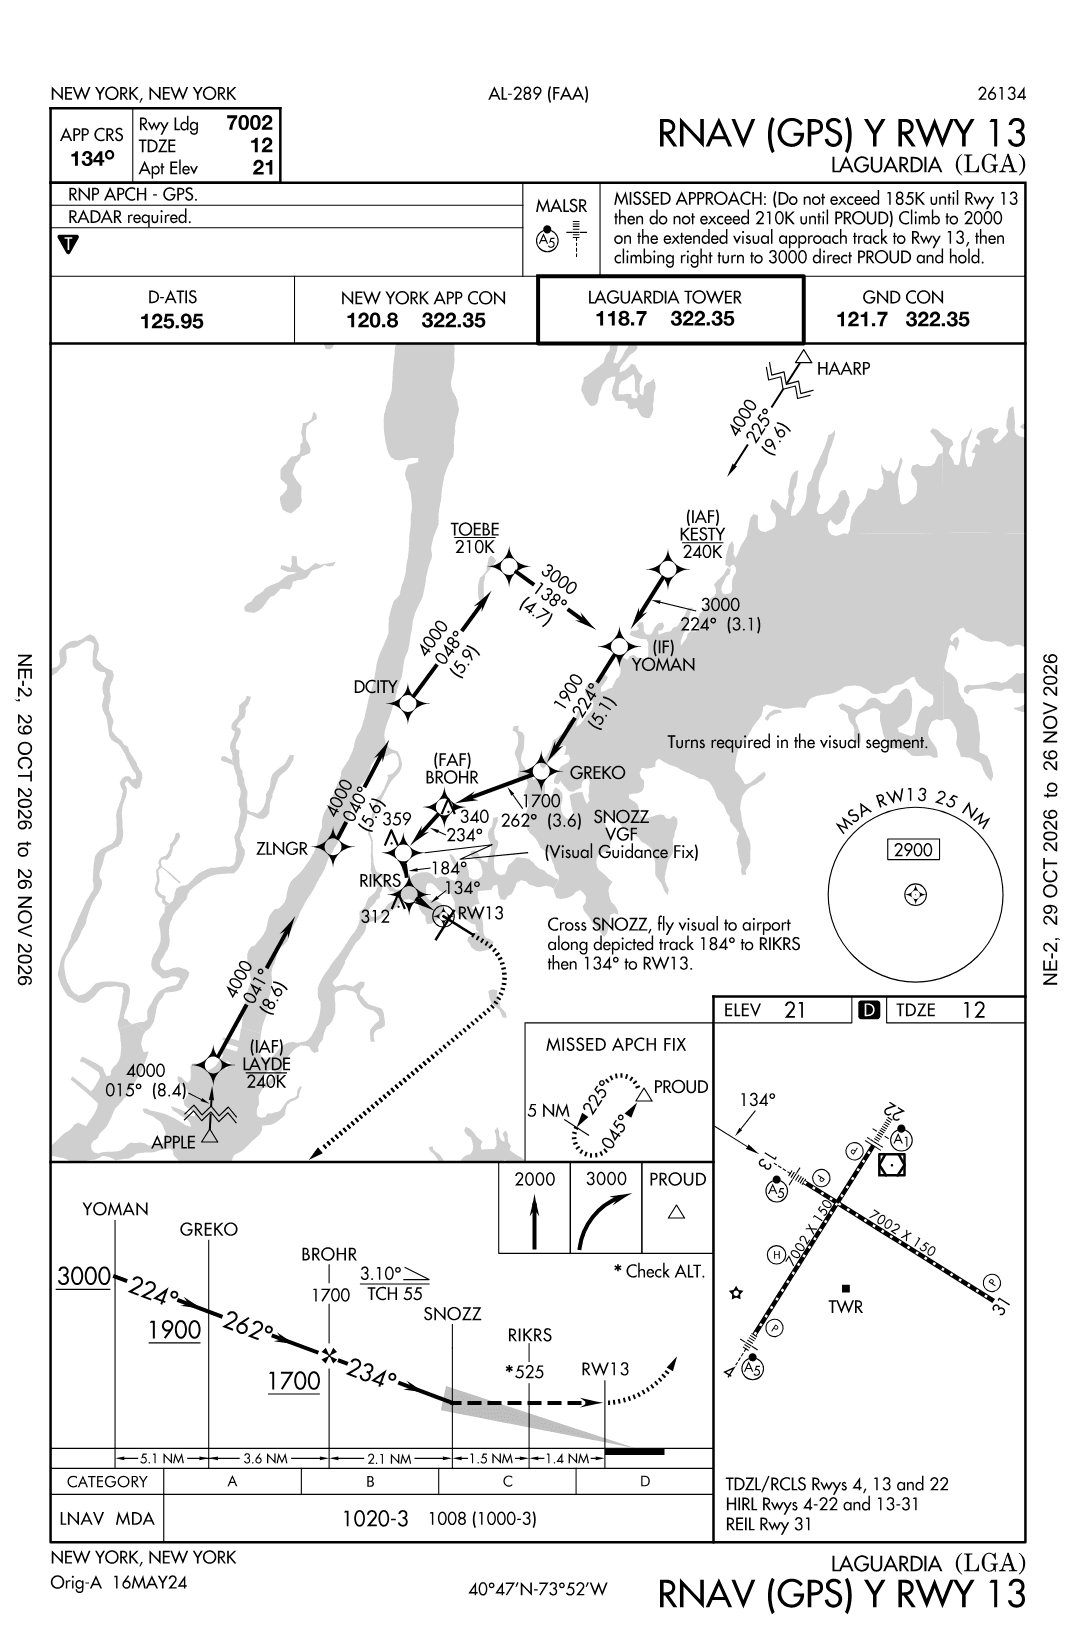 NEW YORK, NEW YORK
AL-289 (FAA)
26134
APP CRS
134°
Rwy Ldg 7002
TDZE 12
Apt Elev 21
RNAV (GPS) Y RWY 13
LAGUARDIA (LGA)
RNP APCH - GPS.
RADAR required.
T
MALSR
A5
MISSED APPROACH: (Do not exceed 185K until Rwy 13
then do not exceed 210K until PROUD) Climb to 2000
on the extended visual approach track to Rwy 13, then
climbing right turn to 3000 direct PROUD and hold.
D-ATIS
125.95
NEW YORK APP CON
120.8 322.35
LAGUARDIA TOWER
118.7 322.35
GND CON
121.7 322.35
HAARP
4000
225°
(9.6)
(IAF)
KESTY
240K
TOEBE
210K
3000
138°
(4.7)
3000
224° (3.1)
(IF)
YOMAN
4000
048°
(5.9)
DCITY
1900
224°
(5.1)
Turns required in the visual segment.
GREKO
(FAF)
BROHR
1700
262° (3.6)
340
234°
359
4000
040°
(5.6)
ZLNGR
SNOZZ
VGF
(Visual Guidance Fix)
184°
RIKRS
134°
312
RW13
MSA RW13 25 NM
2900
Cross SNOZZ, fly visual to airport
along depicted track 184° to RIKRS
then 134° to RW13.
4000
041°
(8.6)
(IAF)
LAYDE
240K
4000
015° (8.4)
APPLE
MISSED APCH FIX
PROUD
5 NM
225°
045°
ELEV 21
D
TDZE 12
134°
13
A5
P
22
A1
P
7002 X 150
7002 X 150
H
P
31
TWR
P
4
A5
TDZL/RCLS Rwys 4, 13 and 22
HIRL Rwys 4-22 and 13-31
REIL Rwy 31
2000
3000
PROUD
* Check ALT.
YOMAN
GREKO
BROHR
1700
3.10°
TCH 55
SNOZZ
RIKRS
*525
RW13
3000
224°
1900
262°
1700
234°
5.1 NM
3.6 NM
2.1 NM
1.5 NM
1.4 NM
CATEGORY A B C D
LNAV MDA 1020-3 1008 (1000-3)
NEW YORK, NEW YORK
Orig-A 16MAY24
40°47'N-73°52'W
LAGUARDIA (LGA)
RNAV (GPS) Y RWY 13
NE-2, 29 OCT 2026 to 26 NOV 2026
NE-2, 29 OCT 2026 to 26 NOV 2026